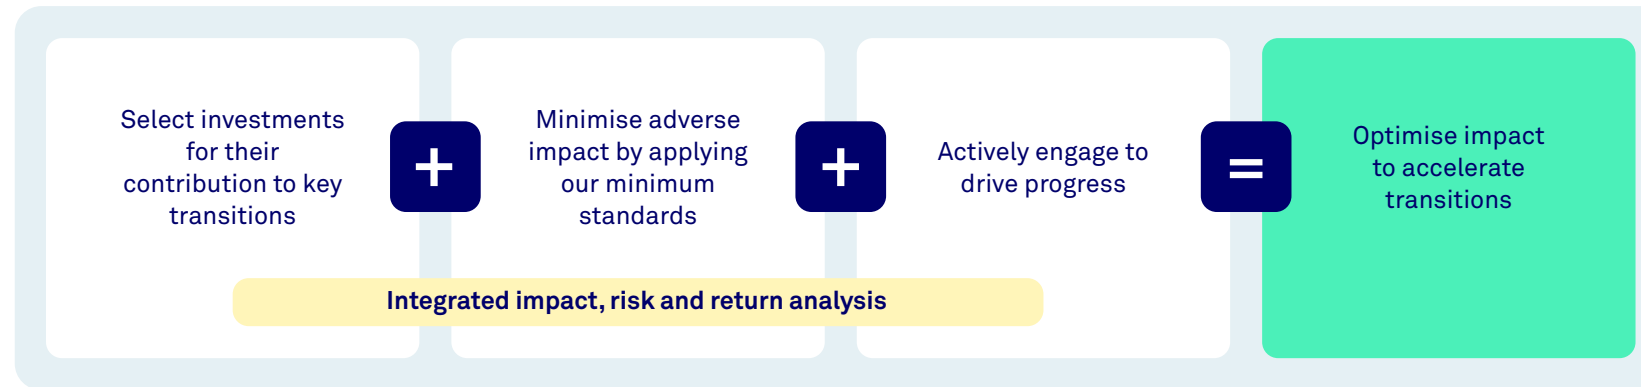 Select investments
for their
contribution to key
transitions
+
Minimise adverse
impact by applying
our minimum
standards
+
Actively engage to
drive progress
=
Optimise impact
to accelerate
transitions
Integrated impact, risk and return analysis